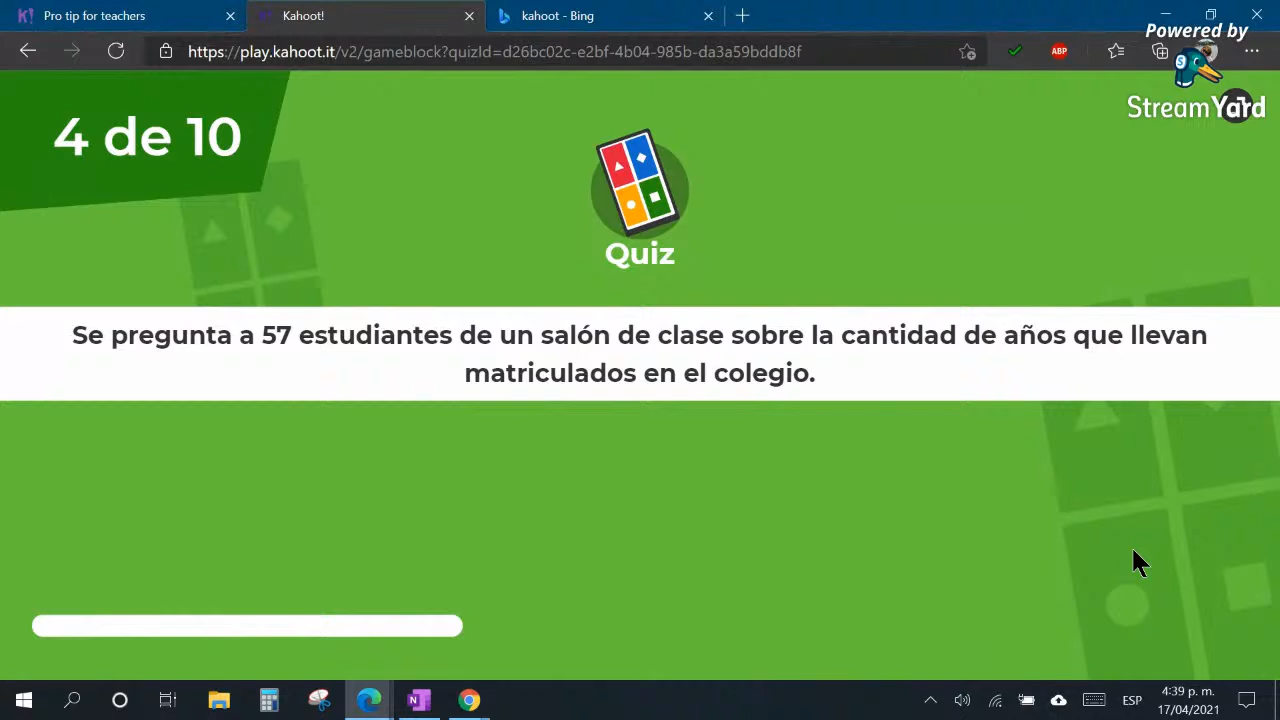 Pro tip for teachers
Kahoot!
kahoot - Bing
https://play.kahoot.it/v2/gameblock?quizId=d26bc02c-e2bf-4b04-985b-da3a59bddb8f
ABP
Powered by
StreamYard
4 de 10
Quiz
Se pregunta a 57 estudiantes de un salón de clase sobre la cantidad de años que llevan
matriculados en el colegio.
ESP
4:39 p. m.
17/04/2021